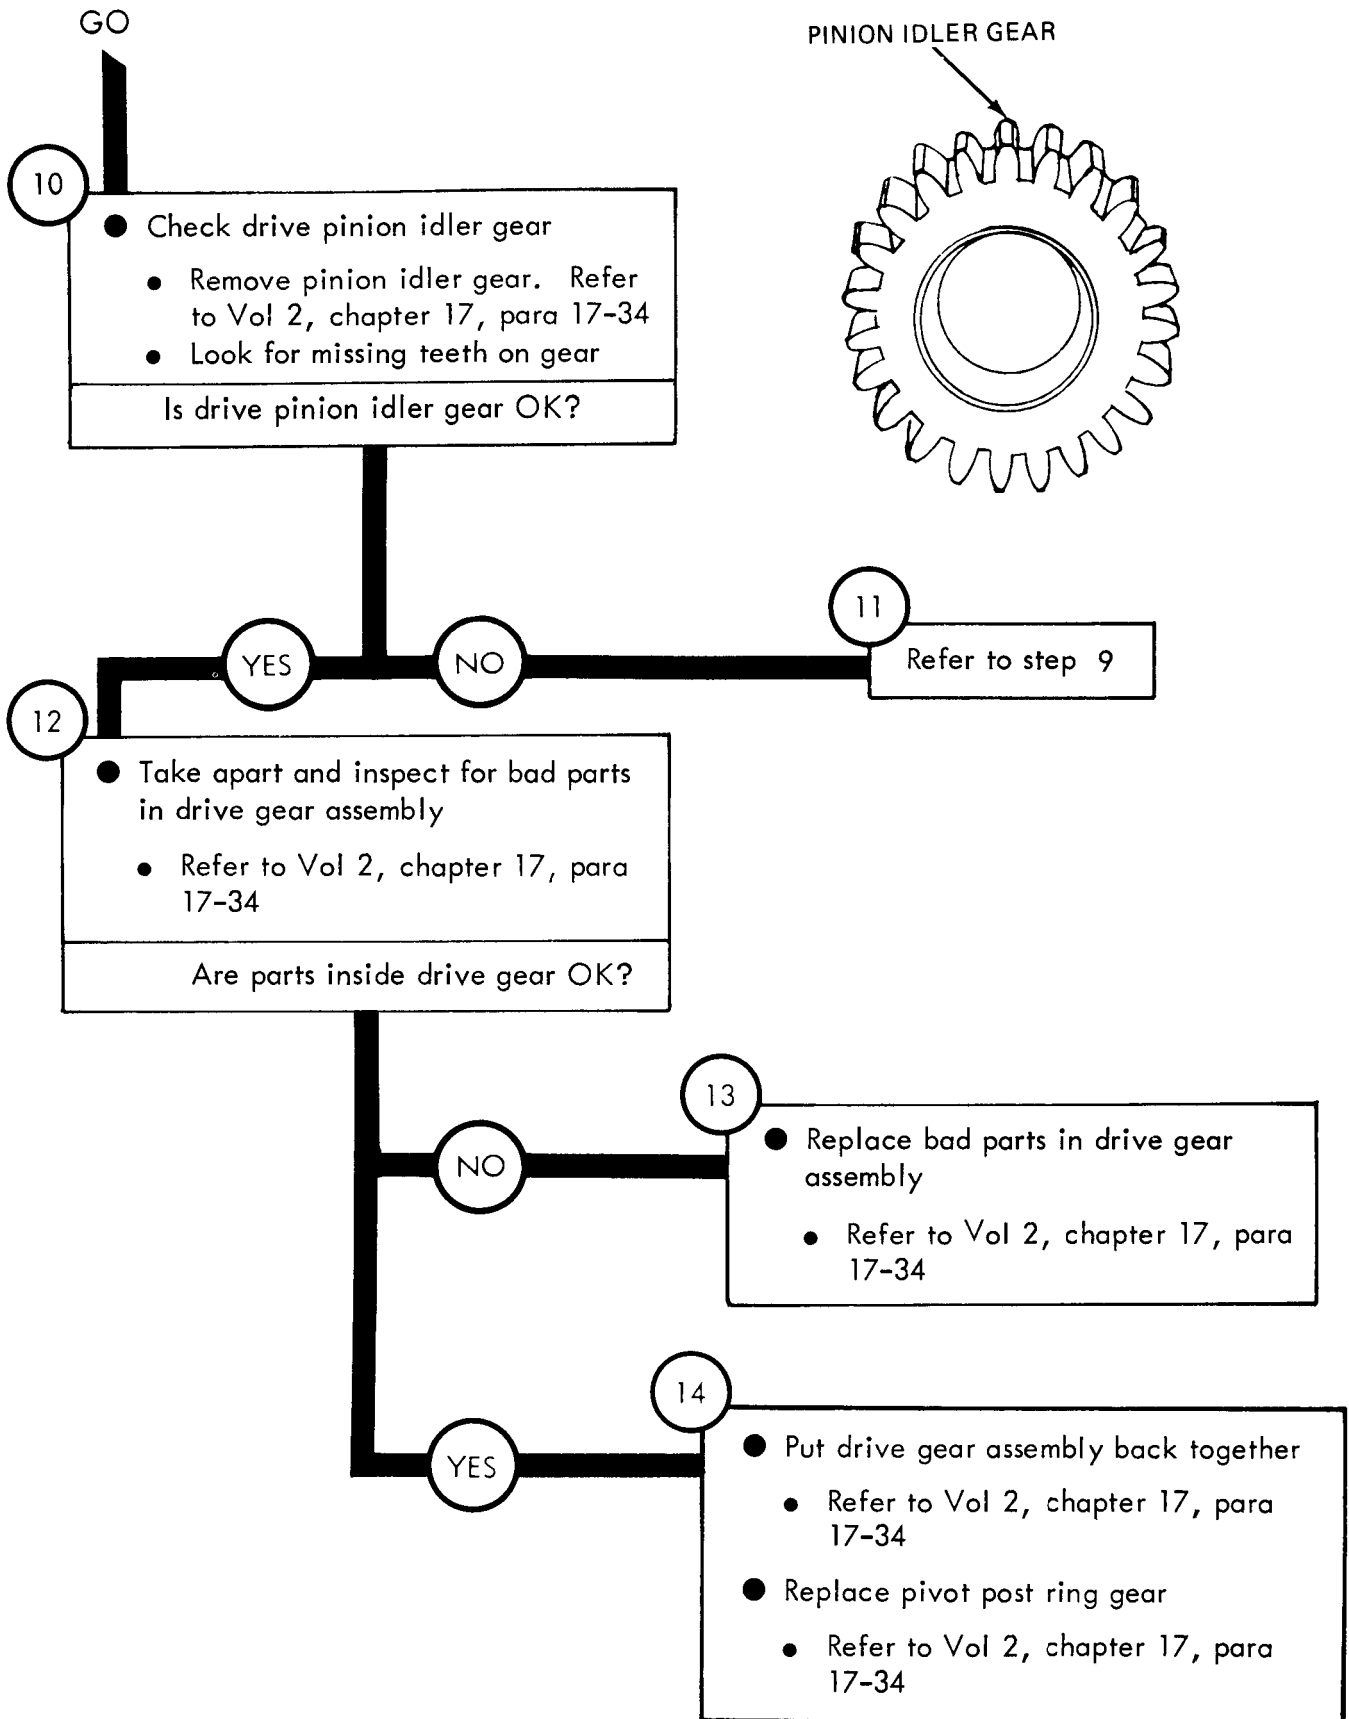 GO
PINION IDLER GEAR
10
● Check drive pinion idler gear
● Remove pinion idler gear. Refer
to Vol 2, chapter 17, para 17-34
● Look for missing teeth on gear
Is drive pinion idler gear OK?
YES
NO
11
Refer to step 9
12
● Take apart and inspect for bad parts
in drive gear assembly
● Refer to Vol 2, chapter 17, para
17-34
Are parts inside drive gear OK?
NO
13
● Replace bad parts in drive gear
assembly
● Refer to Vol 2, chapter 17, para
17-34
YES
14
● Put drive gear assembly back together
● Refer to Vol 2, chapter 17, para
17-34
● Replace pivot post ring gear
● Refer to Vol 2, chapter 17, para
17-34